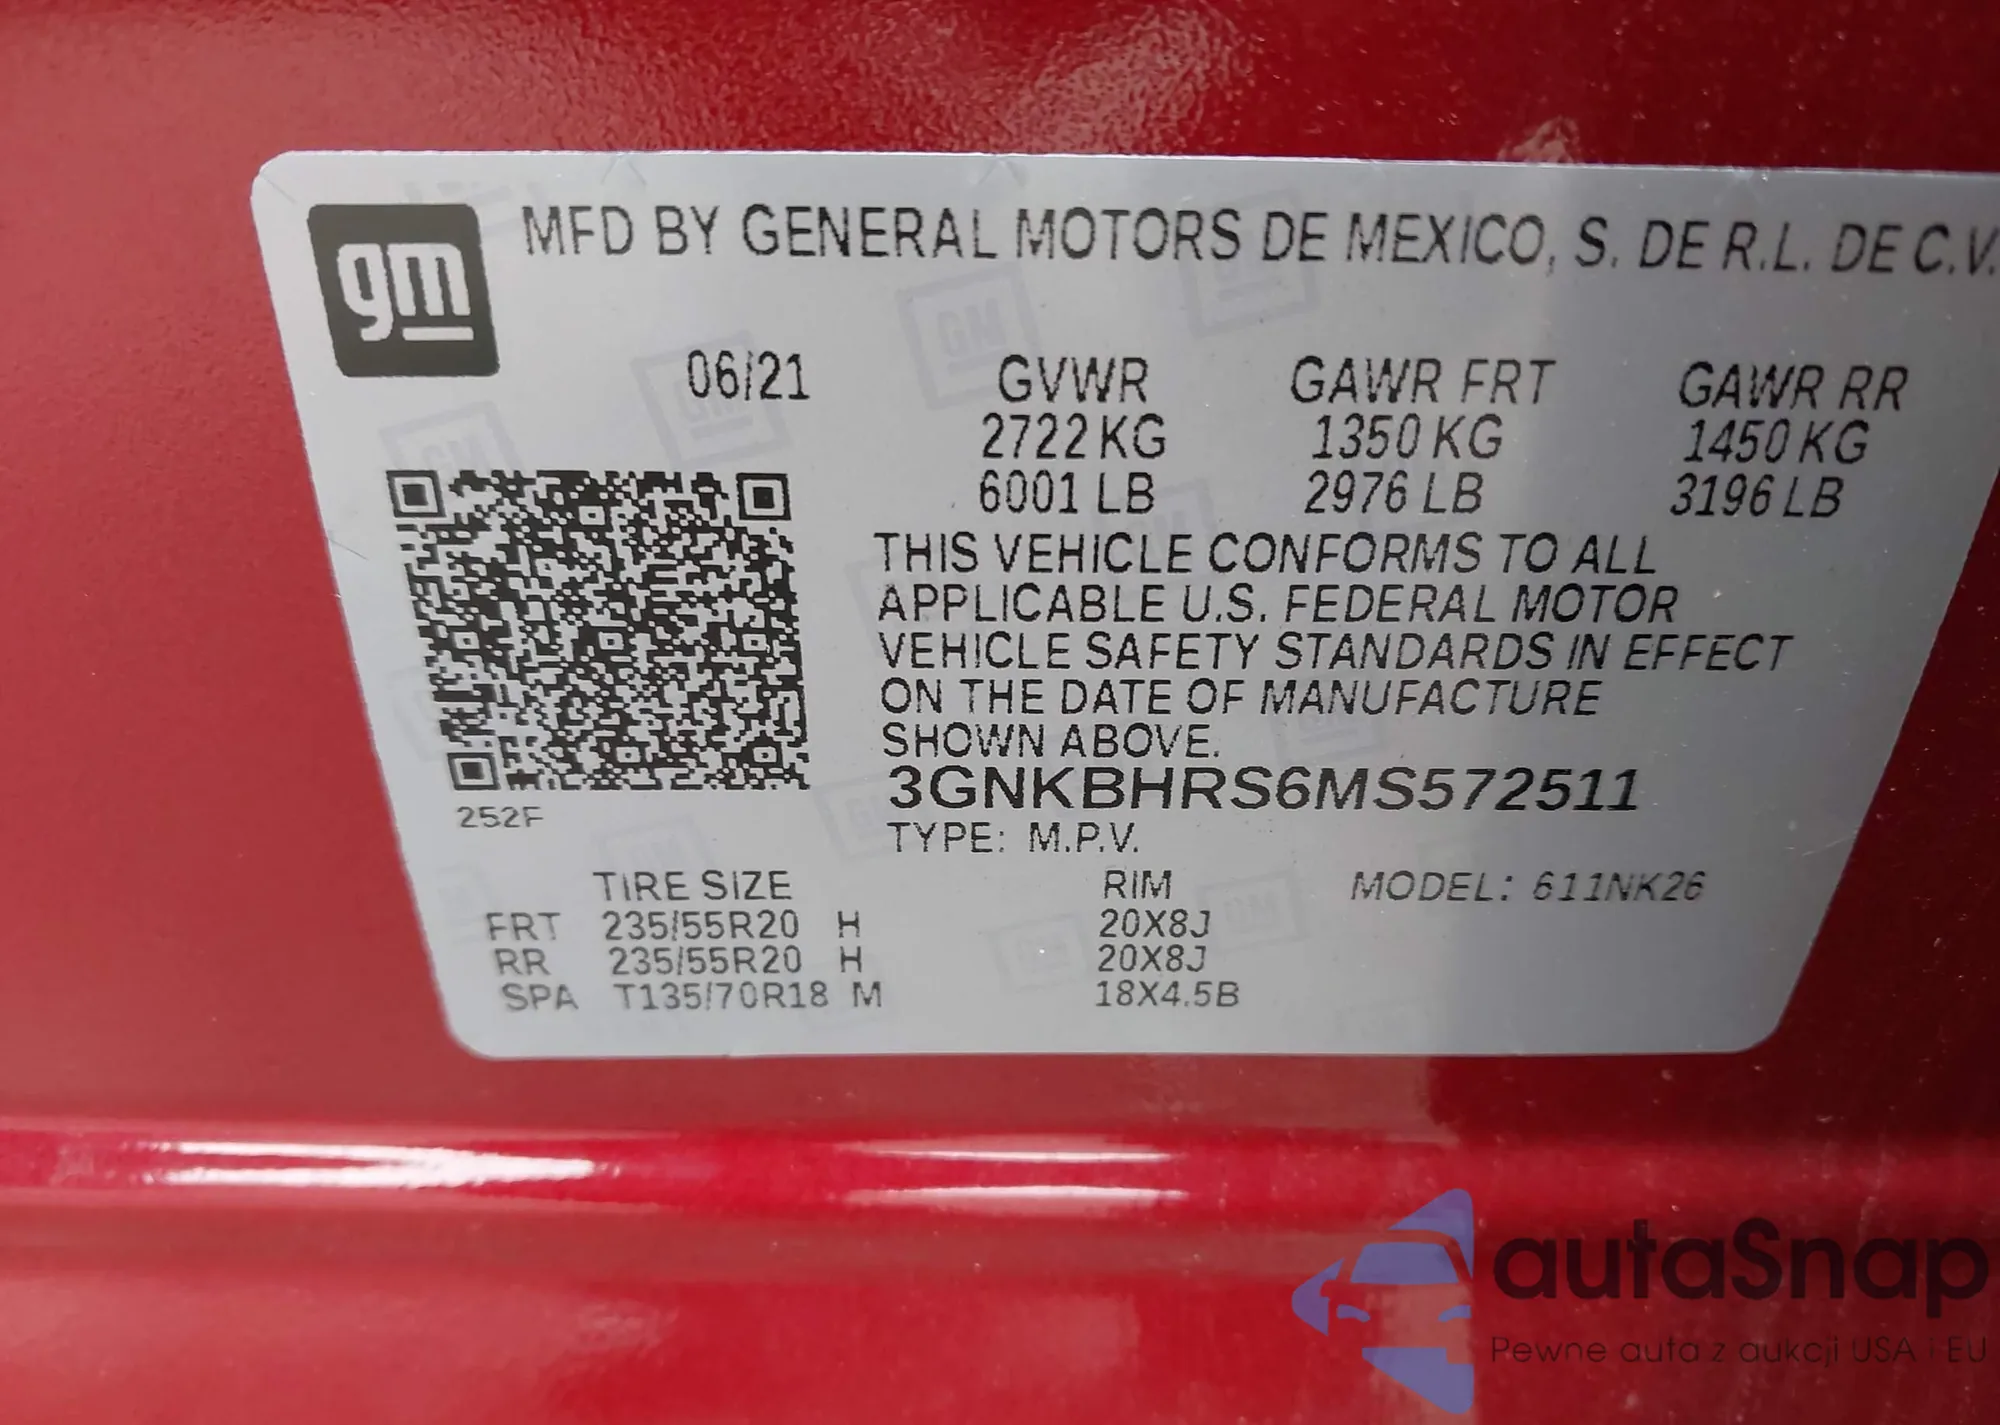 gm
MFD BY GENERAL MOTORS DE MEXICO, S. DE R.L. DE C.V.
06/21 GVWR GAWR FRT GAWR RR
2722 KG 1350 KG 1450 KG
6001 LB 2976 LB 3196 LB
THIS VEHICLE CONFORMS TO ALL
APPLICABLE U.S. FEDERAL MOTOR
VEHICLE SAFETY STANDARDS IN EFFECT
ON THE DATE OF MANUFACTURE
SHOWN ABOVE.
3GNKBHRS6MS572511
252F
TYPE: M.P.V.
TIRE SIZE RIM MODEL: 611NK26
FRT 235/55R20 H 20X8J
RR 235/55R20 H 20X8J
SPA T135/70R18 M 18X4.5B
autaSnap
Pewne auta z aukcji USA i EU